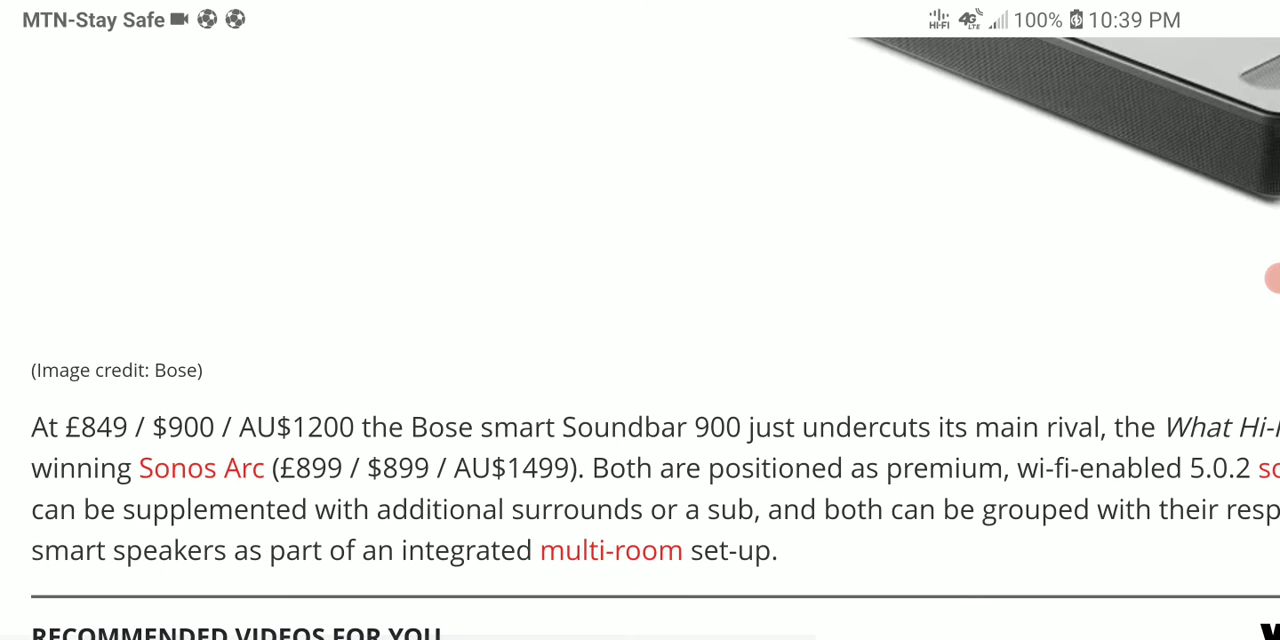 MTN-Stay Safe HI-FI 4G LTE 100% 10:39 PM
(Image credit: Bose)
At £849 / $900 / AU$1200 the Bose smart Soundbar 900 just undercuts its main rival, the What Hi-
winning Sonos Arc (£899 / $899 / AU$1499). Both are positioned as premium, wi-fi-enabled 5.0.2
can be supplemented with additional surrounds or a sub, and both can be grouped with their resp
smart speakers as part of an integrated multi-room set-up.
RECOMMENDED VIDEOS FOR YOU